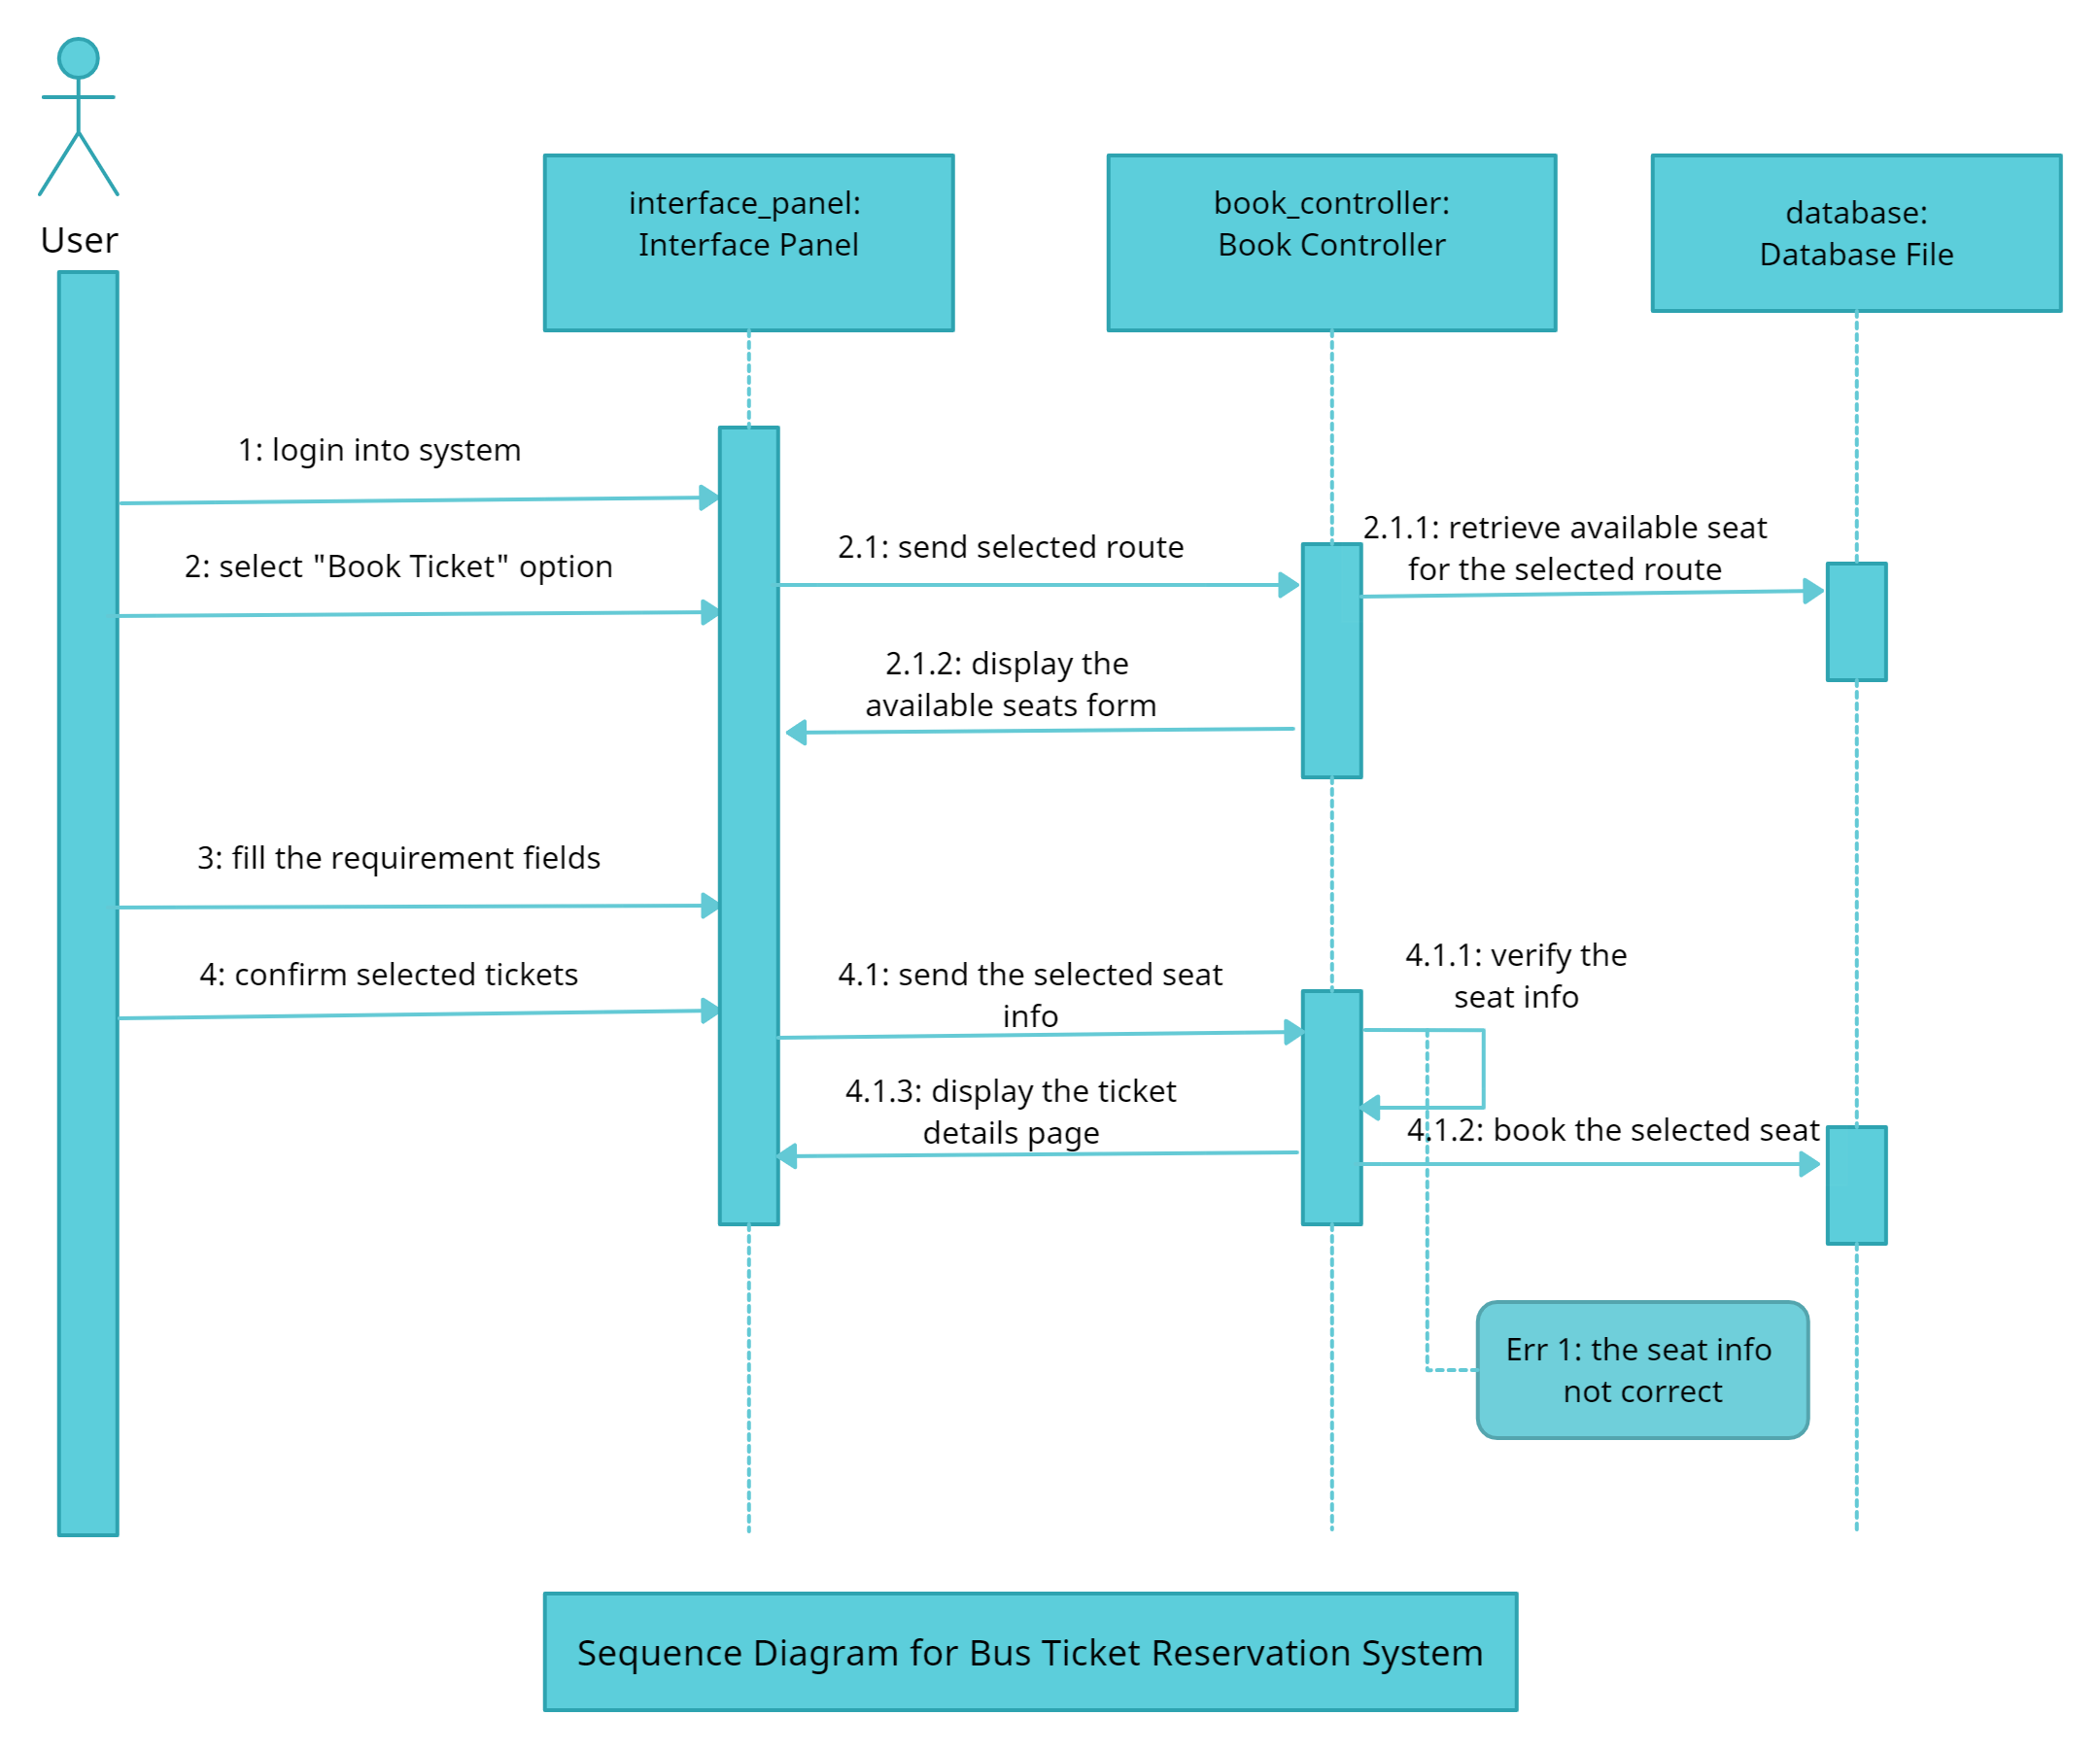 User
interface_panel:
Interface Panel
book_controller:
Book Controller
database:
Database File
1: login into system
2: select "Book Ticket" option
2.1: send selected route
2.1.1: retrieve available seat
for the selected route
2.1.2: display the
available seats form
3: fill the requirement fields
4: confirm selected tickets
4.1: send the selected seat
info
4.1.1: verify the
seat info
4.1.3: display the ticket
details page
4.1.2: book the selected seat
Err 1: the seat info
not correct
Sequence Diagram for Bus Ticket Reservation System